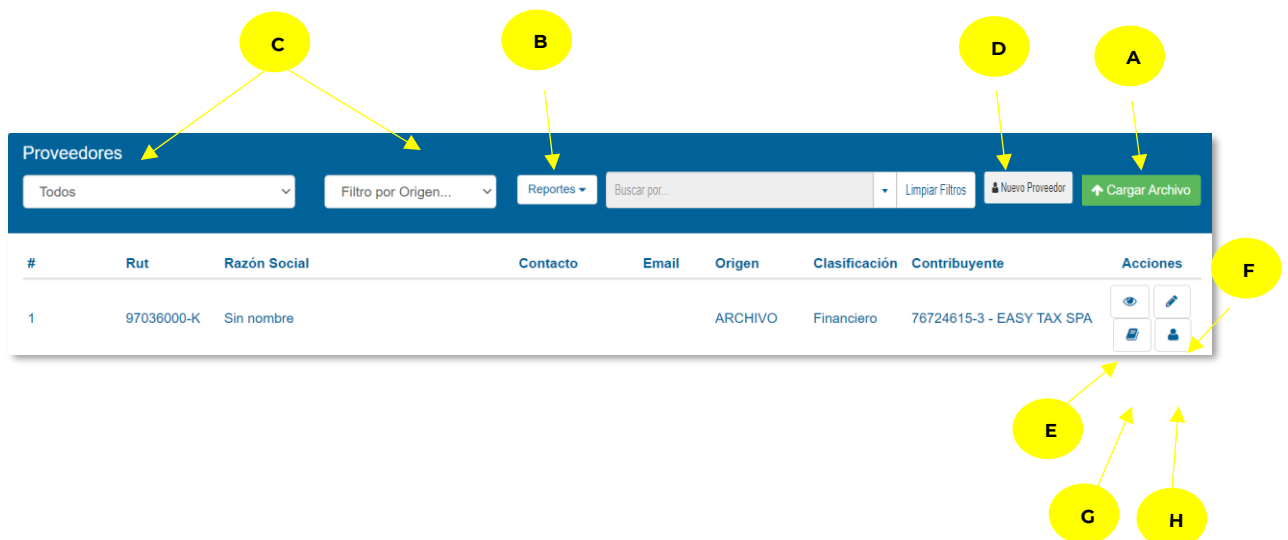 C
B
D
A
Proveedores
Todos
Filtro por Origen...
Reportes
Buscar por...
Limpiar Filtros
Nuevo Proveedor
Cargar Archivo
# Rut Razón Social Contacto Email Origen Clasificación Contribuyente Acciones
F
1 97036000-K Sin nombre ARCHIVO Financiero 76724615-3 - EASY TAX SPA
E
G
H